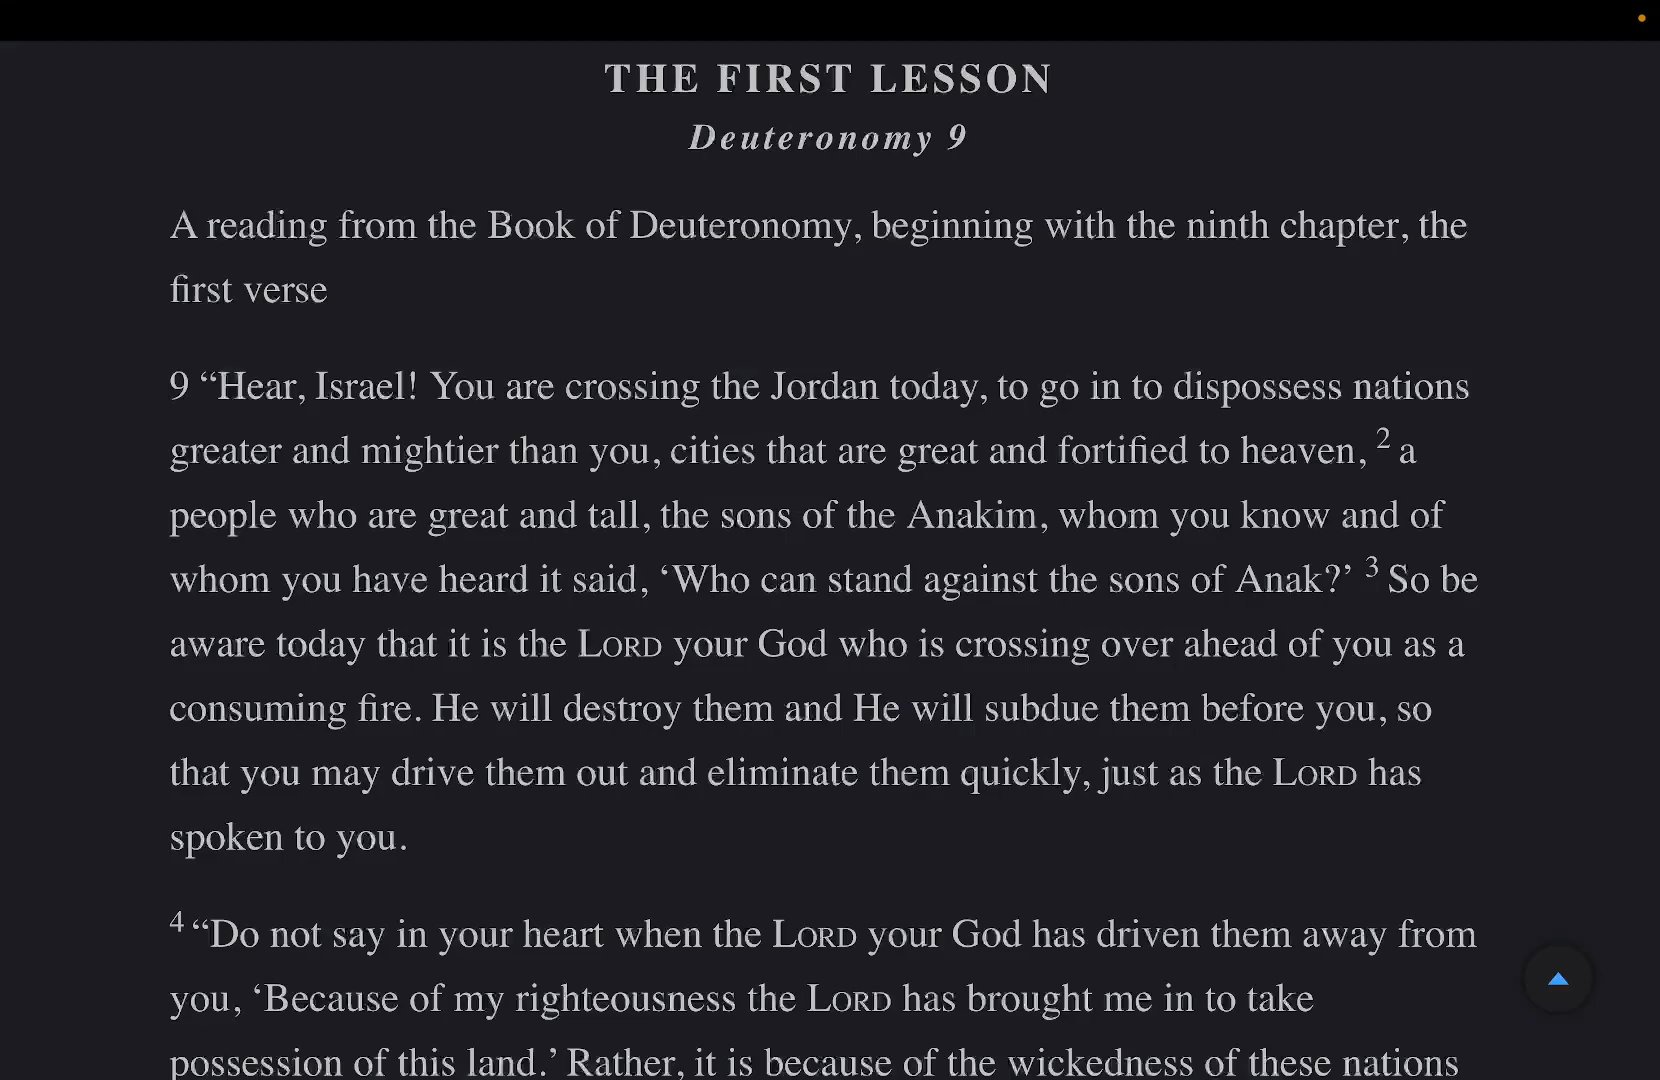 THE FIRST LESSON
Deuteronomy 9
A reading from the Book of Deuteronomy, beginning with the ninth chapter, the
first verse
9 “Hear, Israel! You are crossing the Jordan today, to go in to dispossess nations
greater and mightier than you, cities that are great and fortified to heaven, 2 a
people who are great and tall, the sons of the Anakim, whom you know and of
whom you have heard it said, ‘Who can stand against the sons of Anak?’ 3 So be
aware today that it is the LORD your God who is crossing over ahead of you as a
consuming fire. He will destroy them and He will subdue them before you, so
that you may drive them out and eliminate them quickly, just as the LORD has
spoken to you.
4 “Do not say in your heart when the LORD your God has driven them away from
you, ‘Because of my righteousness the LORD has brought me in to take
possession of this land.’ Rather, it is because of the wickedness of these nations